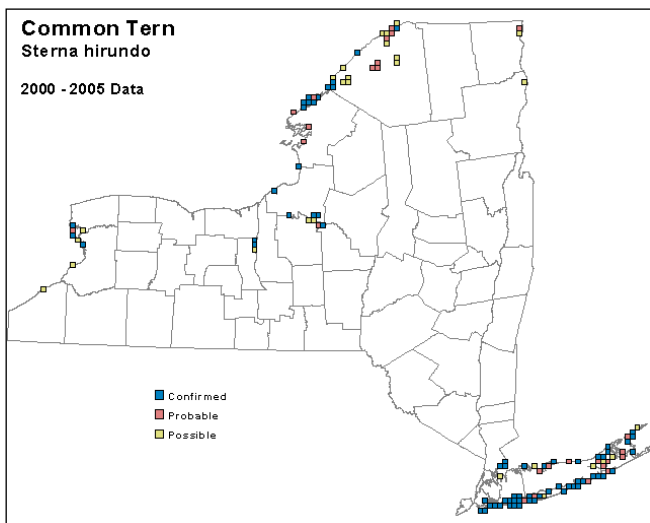 Common Tern
Sterna hirundo
2000 - 2005 Data
Confirmed
Probable
Possible